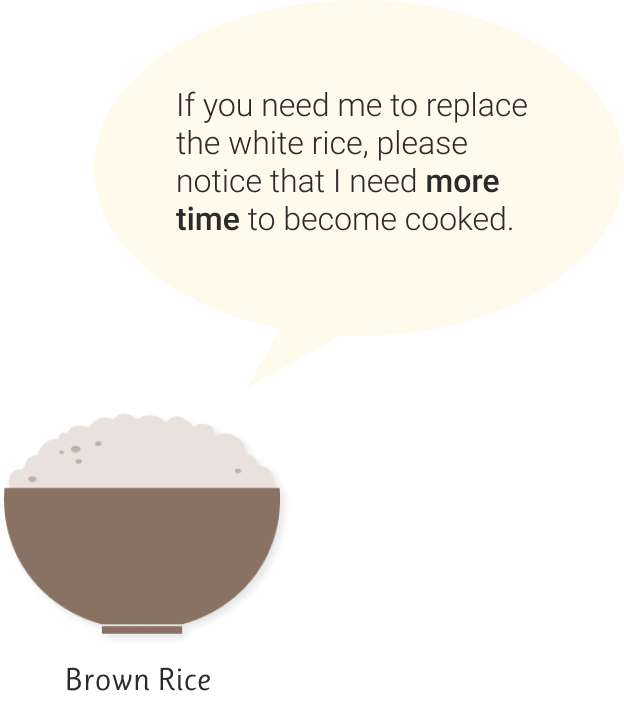 If you need me to replace
the white rice, please
notice that I need more
time to become cooked.
Brown Rice